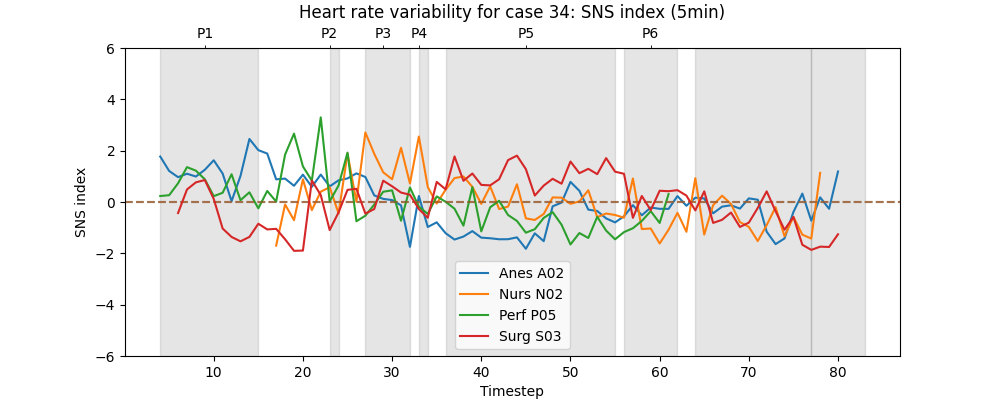 Heart rate variability for case 34: SNS index (5min)
P1 P2 P3 P4 P5 P6
6
4
2
0
−2
−4
−6
SNS index
Anes A02
Nurs N02
Perf P05
Surg S03
10 20 30 40 50 60 70 80
Timestep